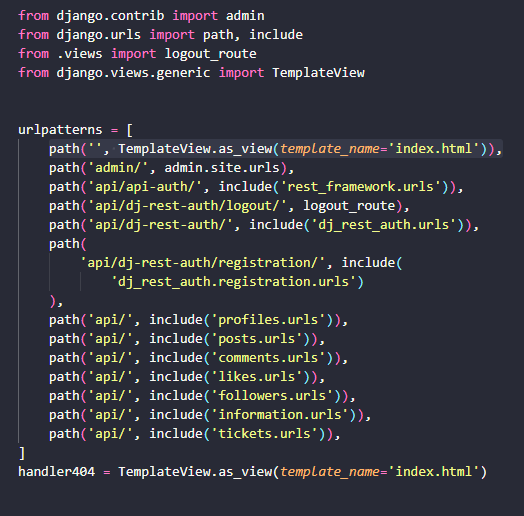 from django.contrib import admin
from django.urls import path, include
from .views import logout_route
from django.views.generic import TemplateView
urlpatterns = [
    path('', TemplateView.as_view(template_name='index.html')),
    path('admin/', admin.site.urls),
    path('api/api-auth/', include('rest_framework.urls')),
    path('api/dj-rest-auth/logout/', logout_route),
    path('api/dj-rest-auth/', include('dj_rest_auth.urls')),
    path(
        'api/dj-rest-auth/registration/', include(
            'dj_rest_auth.registration.urls')
    ),
    path('api/', include('profiles.urls')),
    path('api/', include('posts.urls')),
    path('api/', include('comments.urls')),
    path('api/', include('likes.urls')),
    path('api/', include('followers.urls')),
    path('api/', include('information.urls')),
    path('api/', include('tickets.urls')),
]
handler404 = TemplateView.as_view(template_name='index.html')